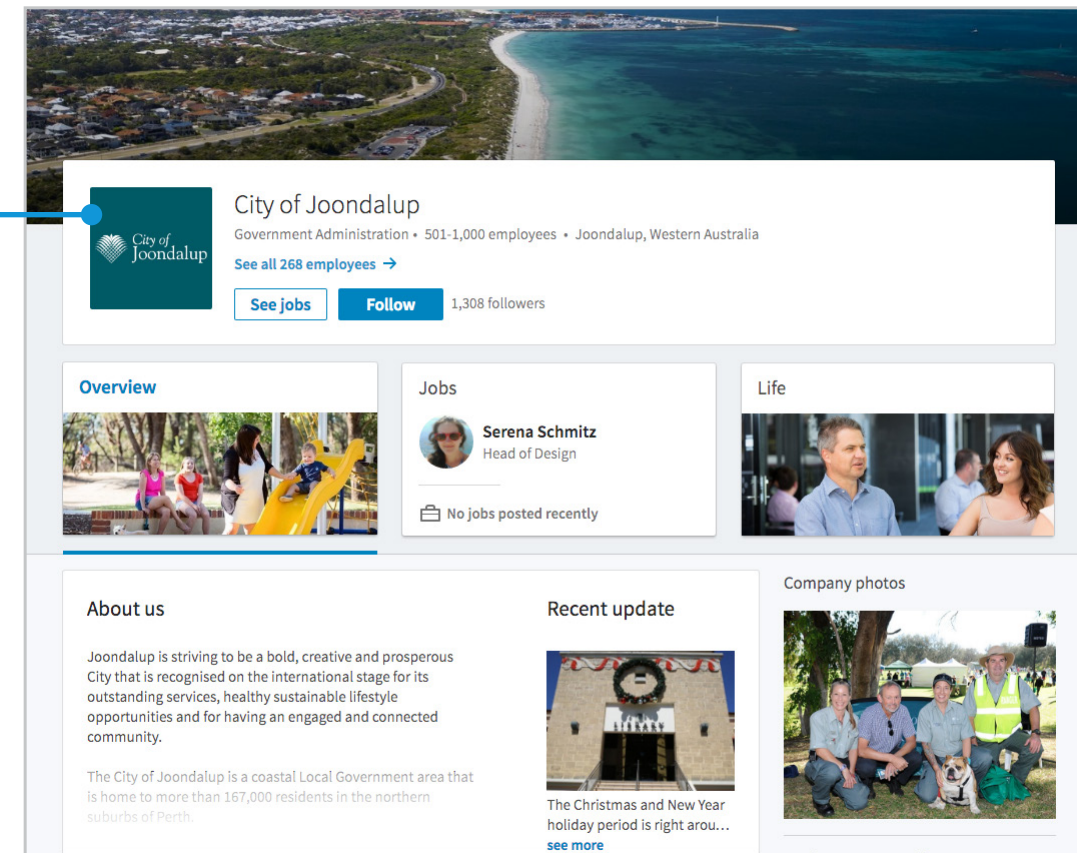 City of
Joondalup
City of Joondalup
Government Administration • 501-1,000 employees • Joondalup, Western Australia
See all 268 employees →
See jobs
Follow
1,308 followers
Overview
Jobs
Serena Schmitz
Head of Design
No jobs posted recently
Life
About us
Joondalup is striving to be a bold, creative and prosperous
City that is recognised on the international stage for its
outstanding services, healthy sustainable lifestyle
opportunities and for having an engaged and connected
community.
The City of Joondalup is a coastal Local Government area that
is home to more than 167,000 residents in the northern
suburbs of Perth.
Recent update
LIBRARY
The Christmas and New Year
holiday period is right arou...
see more
Company photos